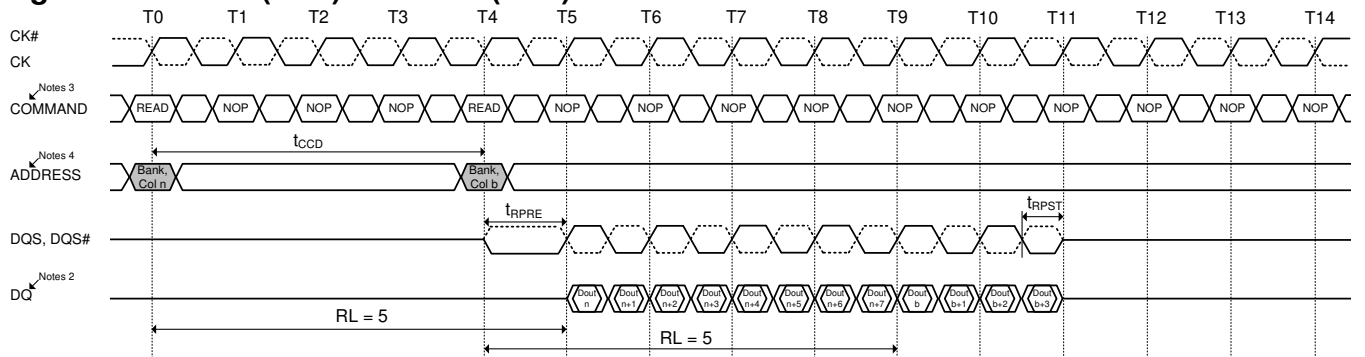 T0 T1 T2 T3 T4 T5 T6 T7 T8 T9 T10 T11 T12 T13 T14
CK#
CK
Notes 3
COMMAND READ NOP NOP NOP READ NOP NOP NOP NOP NOP NOP NOP NOP NOP NOP
tCCD
Notes 4
ADDRESS Bank, Col n Bank, Col b
tRPRE tRPST
DQS, DQS#
Notes 2
DQ Dout n Dout n+1 Dout n+2 Dout n+3 Dout n+4 Dout n+5 Dout n+6 Dout n+7 Dout b Dout b+1 Dout b+2 Dout b+3
RL = 5
RL = 5